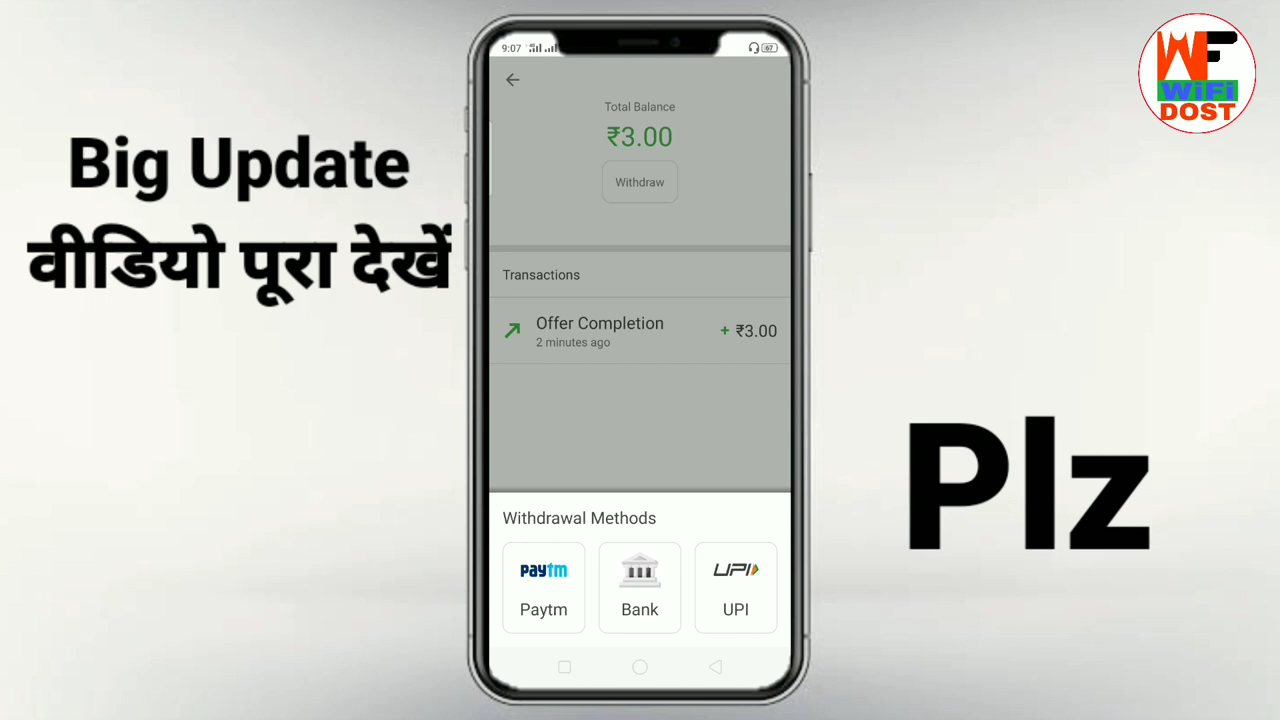 Big Update
वीडियो पूरा देखें
9:07
67
Total Balance
₹3.00
Withdraw
Transactions
Offer Completion
2 minutes ago
+ ₹3.00
Withdrawal Methods
Paytm
Paytm
Bank
UPI
UPI
WF
WiFi
DOST
Plz